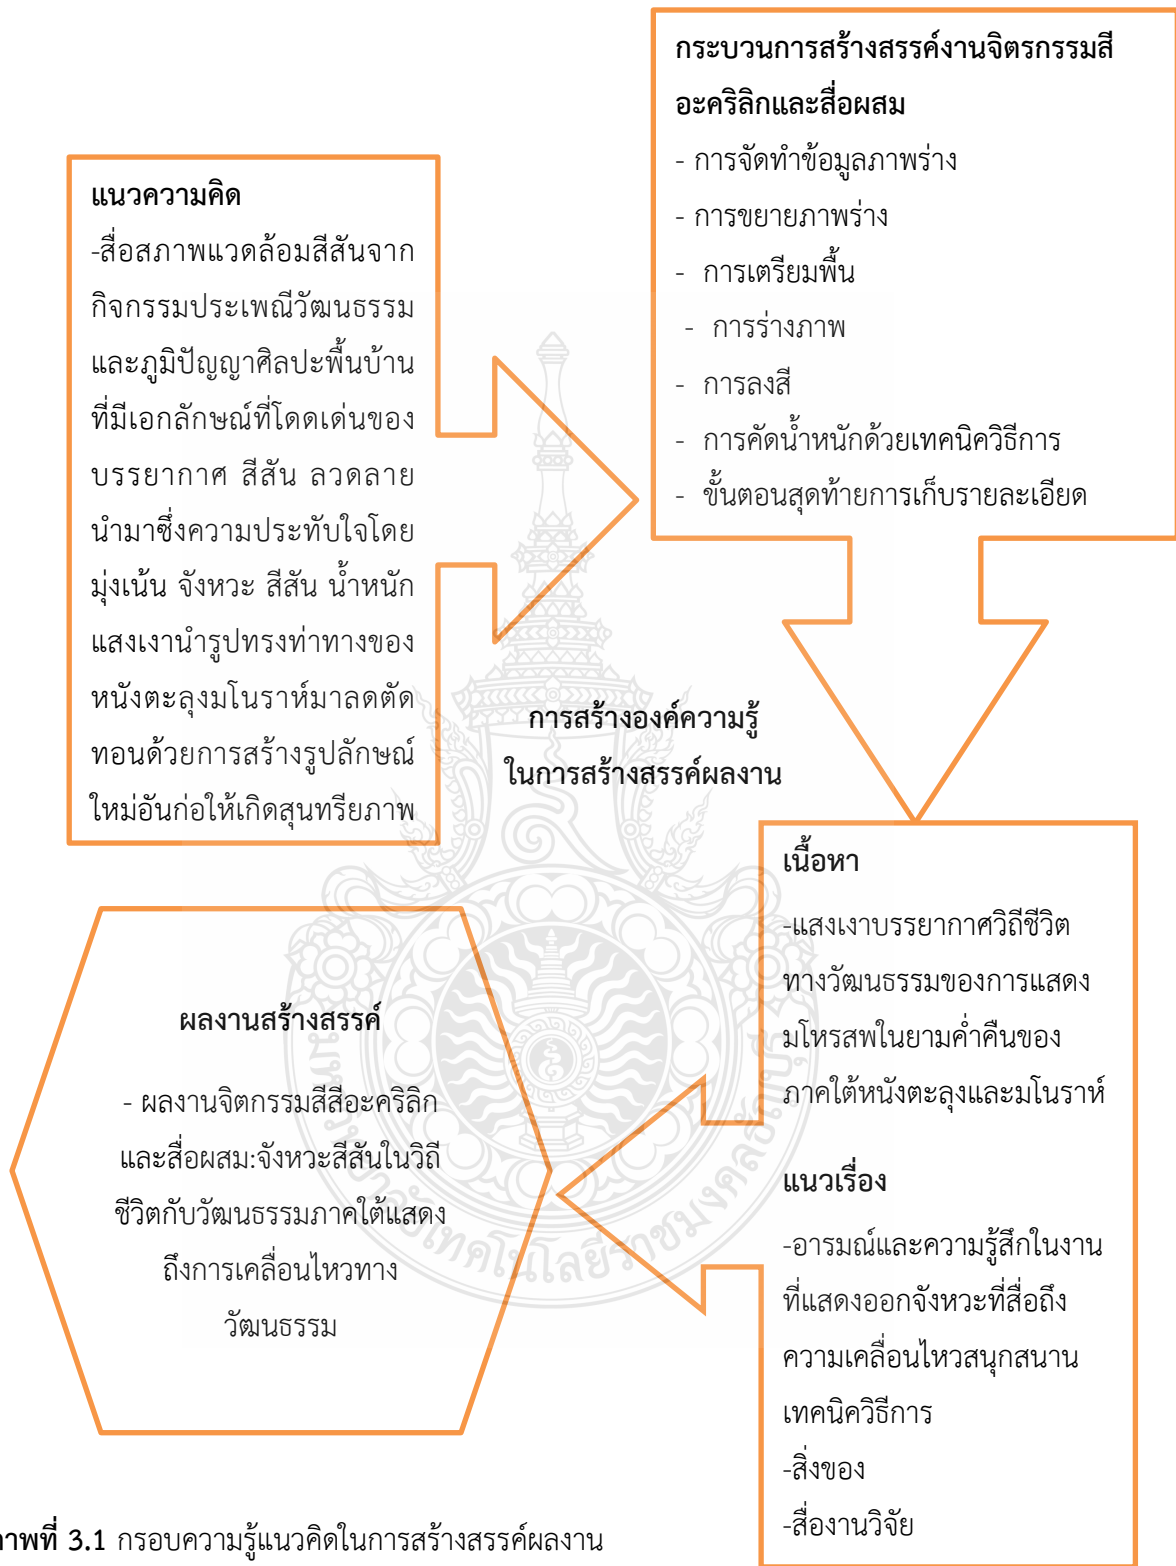 แนวความคิด
-สื่อสภาพแวดล้อมสีสันจาก
กิจกรรมประเพณีวัฒนธรรม
และภูมิปัญญาศิลปะพื้นบ้าน
ที่มีเอกลักษณ์ที่โดดเด่นของ
บรรยากาศ สีสัน ลวดลาย
นำมาซึ่งความประทับใจโดย
มุ่งเน้น จังหวะ สีสัน น้ำหนัก
แสงเงานำรูปทรงท่าทางของ
หนังตะลุงมโนราห์มาลดตัด
ทอนด้วยการสร้างรูปลักษณ์
ใหม่อันก่อให้เกิดสุนทรียภาพ
กระบวนการสร้างสรรค์งานจิตรกรรมสี
อะคริลิกและสื่อผสม
- การจัดทำข้อมูลภาพร่าง
- การขยายภาพร่าง
- การเตรียมพื้น
- การร่างภาพ
- การลงสี
- การคัดน้ำหนักด้วยเทคนิควิธีการ
- ขั้นตอนสุดท้ายการเก็บรายละเอียด
การสร้างองค์ความรู้
ในการสร้างสรรค์ผลงาน
เนื้อหา
-แสงเงาบรรยากาศวิถีชีวิต
ทางวัฒนธรรมของการแสดง
มโหรสพในยามค่ำคืนของ
ภาคใต้หนังตะลุงและมโนราห์
แนวเรื่อง
-อารมณ์และความรู้สึกในงาน
ที่แสดงออกจังหวะที่สื่อถึง
ความเคลื่อนไหวสนุกสนาน
เทคนิควิธีการ
-สิ่งของ
-สื่องานวิจัย
ผลงานสร้างสรรค์
- ผลงานจิตกรรมสีสีอะคริลิก
และสื่อผสม:จังหวะสีสันในวิถี
ชีวิตกับวัฒนธรรมภาคใต้แสดง
ถึงการเคลื่อนไหวทาง
วัฒนธรรม
มหาวิทยาลัยเทคโนโลยีราชมงคลธัญบุรี
าพที่ 3.1 กรอบความรู้แนวคิดในการสร้างสรรค์ผลงาน